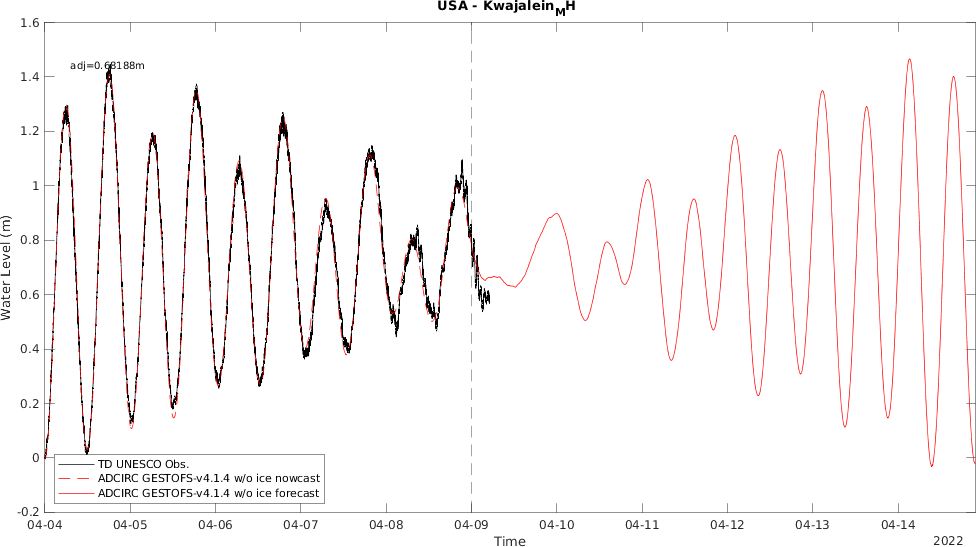 USA - KwajaleinMH
adj=0.68188m
1.6
1.4
1.2
1
0.8
0.6
0.4
0.2
0
-0.2
Water Level (m)
TD UNESCO Obs.
ADCIRC GESTOFS-v4.1.4 w/o ice nowcast
ADCIRC GESTOFS-v4.1.4 w/o ice forecast
04-04 04-05 04-06 04-07 04-08 04-09 04-10 04-11 04-12 04-13 04-14
Time
2022